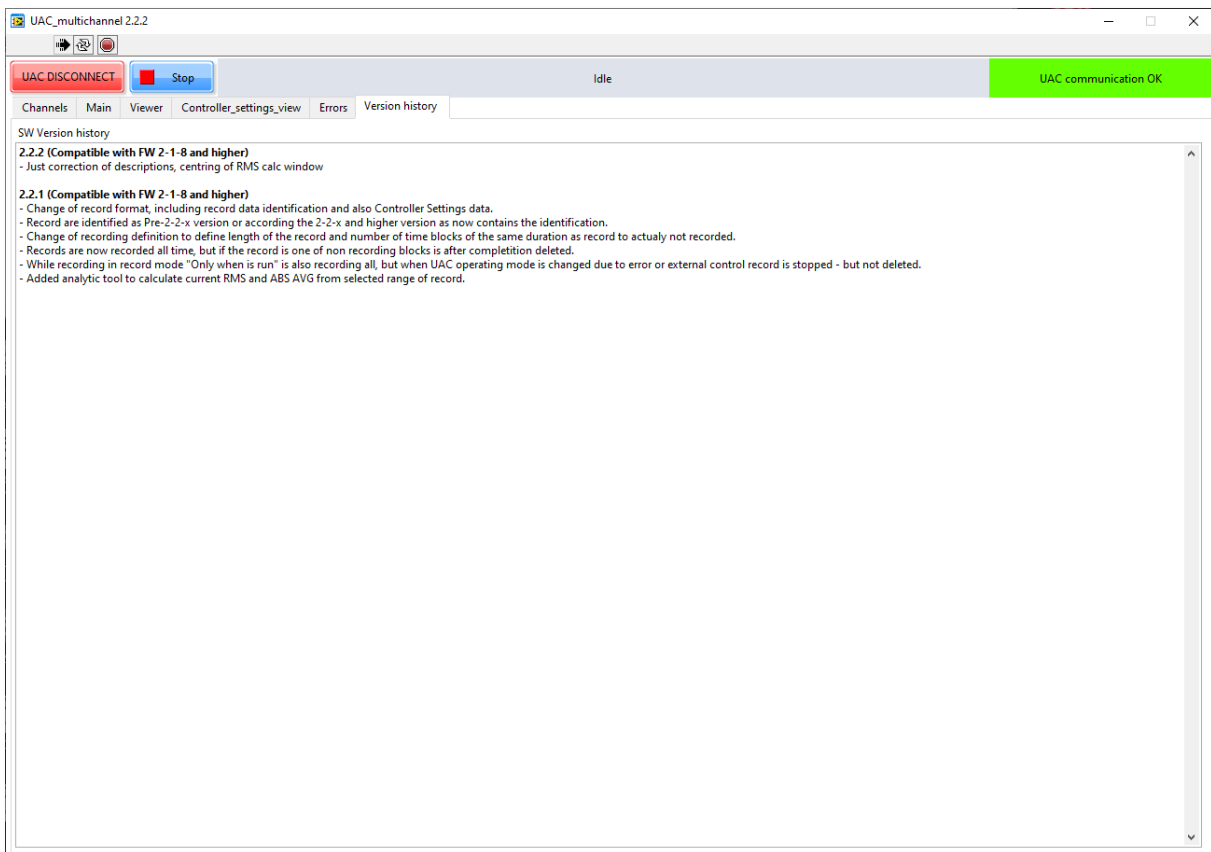 UAC_multichannel 2.2.2
UAC DISCONNECT
Stop
Idle
UAC communication OK
Channels Main Viewer Controller_settings_view Errors Version history
SW Version history
2.2.2 (Compatible with FW 2-1-8 and higher)
- Just correction of descriptions, centring of RMS calc window
2.2.1 (Compatible with FW 2-1-8 and higher)
- Change of record format, including record data identification and also Controller Settings data.
- Record are identified as Pre-2-2-x version or according the 2-2-x and higher version as now contains the identification.
- Change of recording definition to define length of the record and number of time blocks of the same duration as record to actualy not recorded.
- Records are now recorded all time, but if the record is one of non recording blocks is after completition deleted.
- While recording in record mode "Only when is run" is also recording all, but when UAC operating mode is changed due to error or external control record is stopped - but not deleted.
- Added analytic tool to calculate current RMS and ABS AVG from selected range of record.